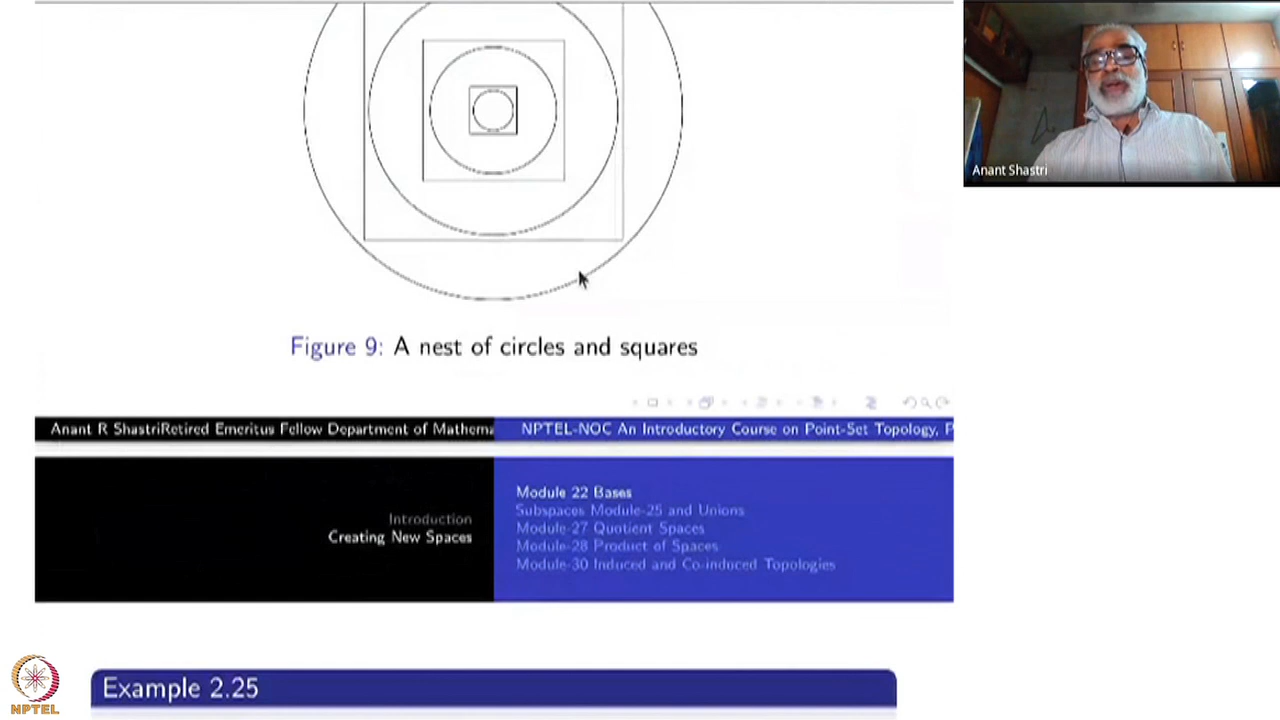 Anant Shastri
Figure 9: A nest of circles and squares
Anant R ShastriRetired Emeritus Fellow Department of Mathema
NPTEL-NOC An Introductory Course on Point-Set Topology, P
Introduction
Creating New Spaces
Module 22 Bases
Subspaces Module-25 and Unions
Module-27 Quotient Spaces
Module-28 Product of Spaces
Module-30 Induced and Co-induced Topologies
NPTEL
Example 2.25